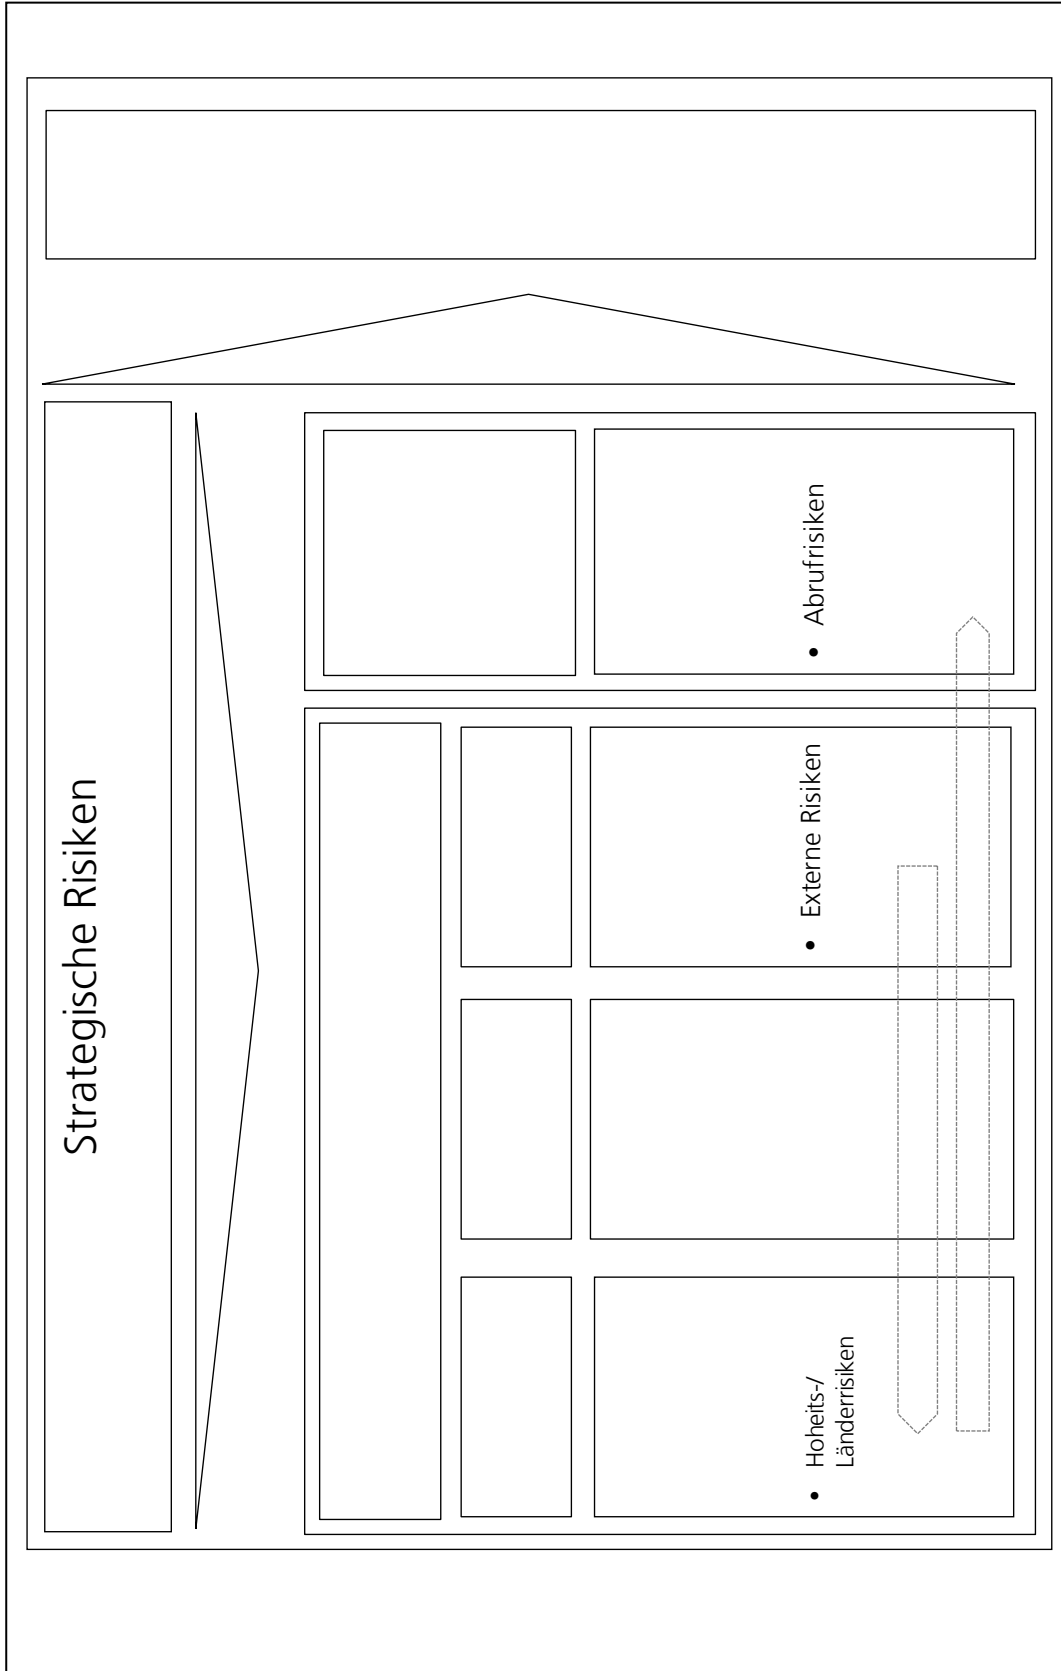 Strategische Risiken
• Hoheits-/
Länderrisiken
• Externe Risiken
• Abrufrisiken